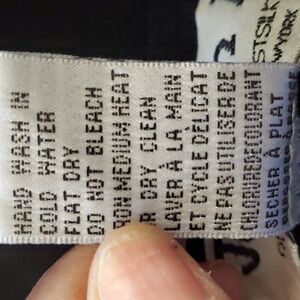 HAND WASH IN
COLD WATER
FLAT DRY
DO NOT BLEACH
IRON MEDIUM HEAT
OR DRY CLEAN
LAVER À LA MAIN
ET CYCLE DÉLICAT
NE PAS UTILISER DE
CHLORURE DÉCOLORANT
SÉCHER À PLAT